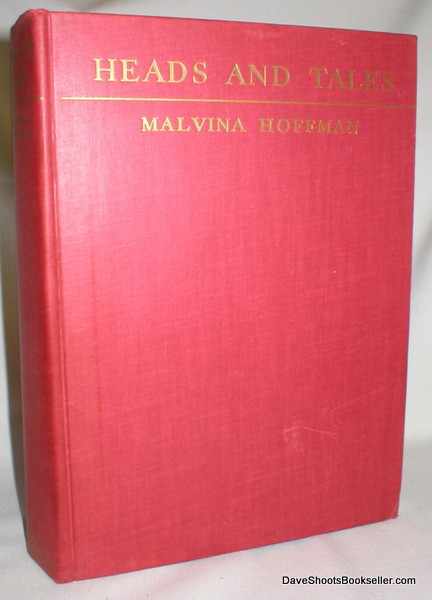 HEADS AND TALES
MALVINA HOFFMAN
DaveShootsBookseller.com